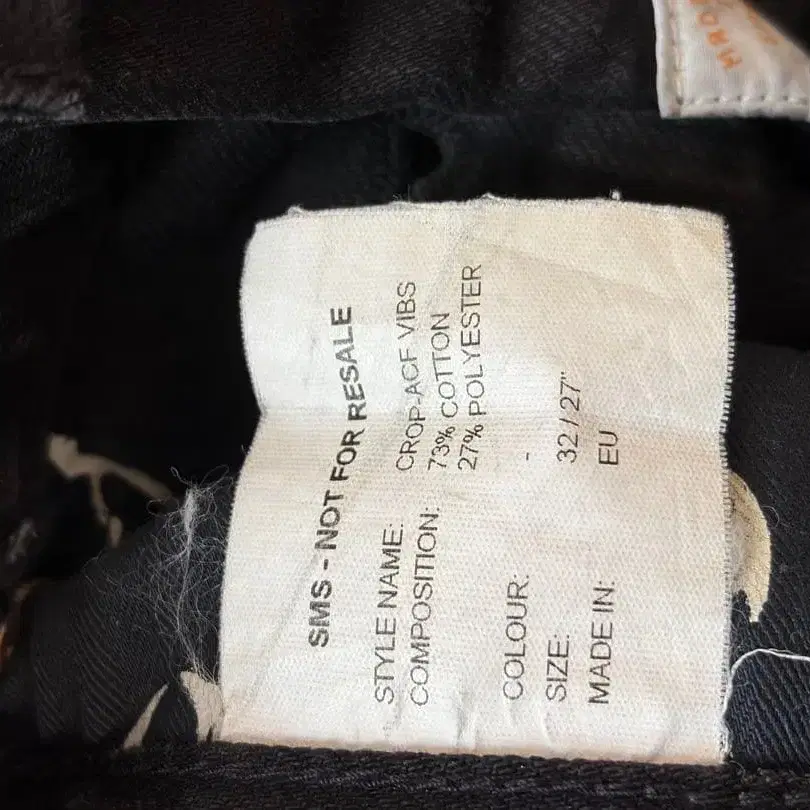 SMS - NOT FOR RESALE
STYLE NAME: CROP-ACF VIBS
COMPOSITION: 73% COTTON
27% POLYESTER
COLOUR: -
SIZE: 32 / 27"
MADE IN: EU